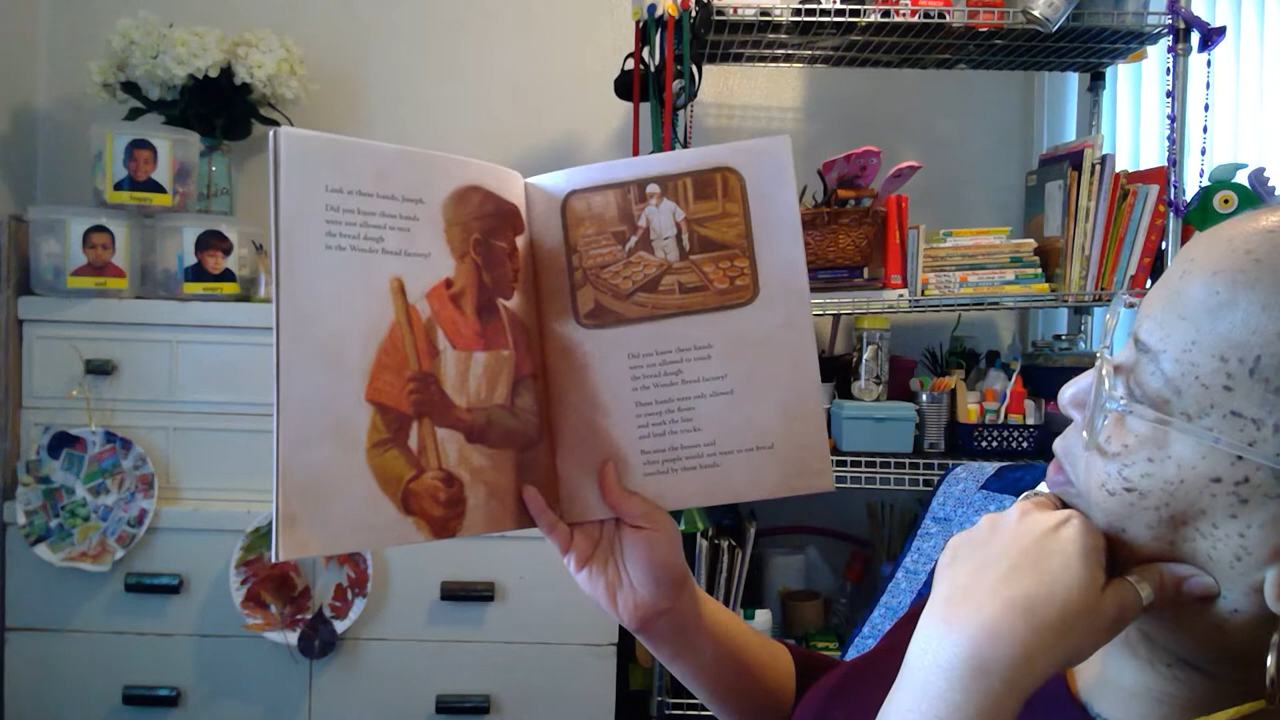 Look at these hands, Joseph.
Did you know these hands
were not allowed to mix
the bread dough
in the Wonder Bread factory?
Did you know these hands
were not allowed to touch
the bread dough
in the Wonder Bread factory?
These hands were only allowed
to sweep the floors
and work the line
and load the trucks.
Because the bosses said
white people would not want to eat bread
touched by these hands.
happy
sad
angry